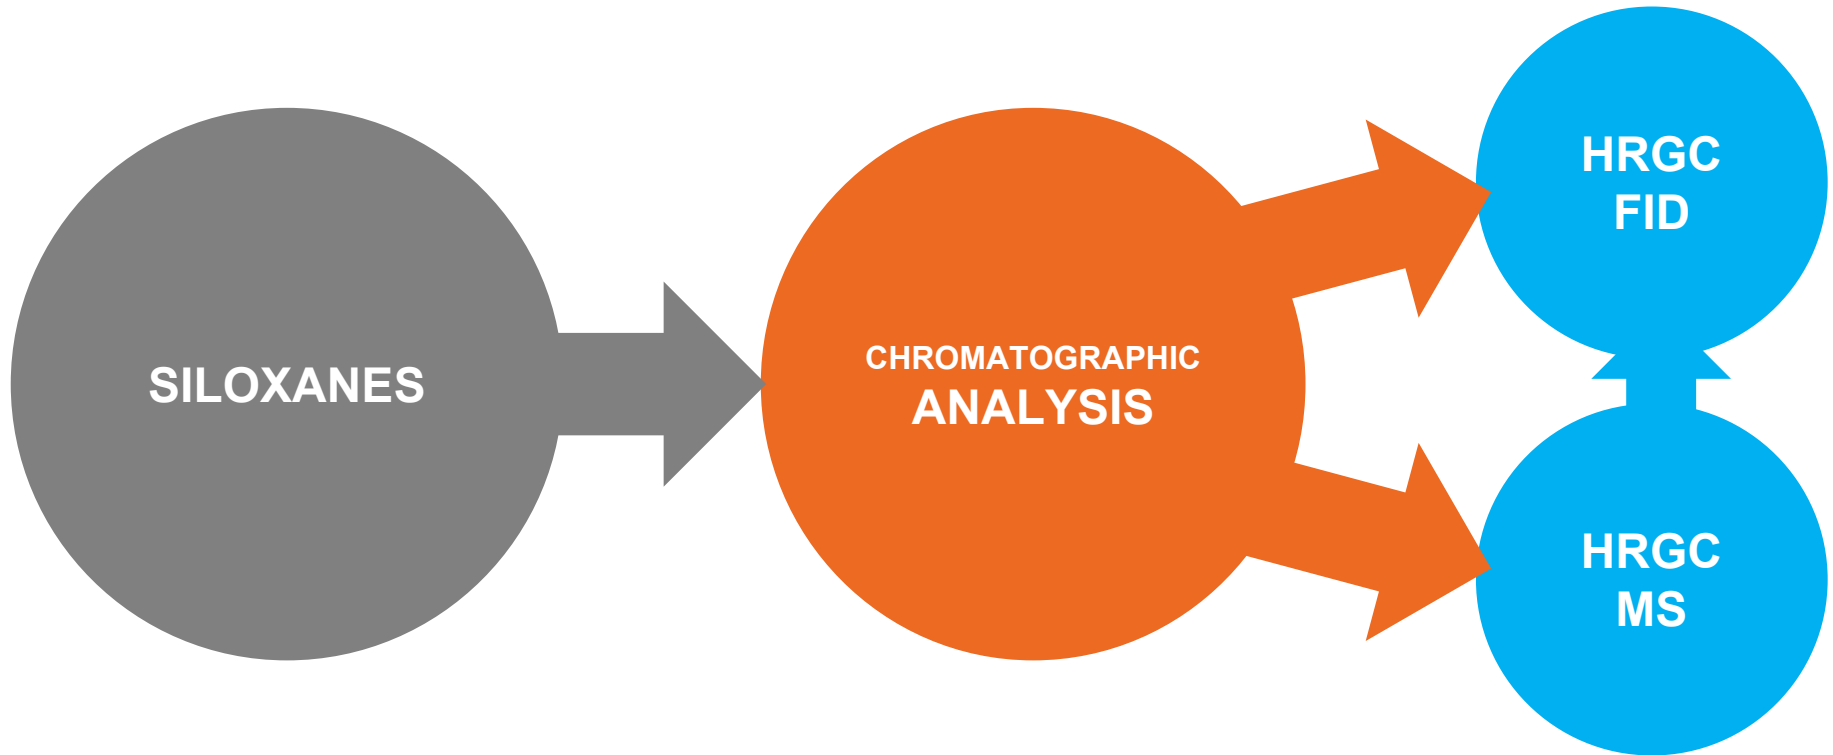 SILOXANES
CHROMATOGRAPHIC
ANALYSIS
HRGC
FID
HRGC
MS